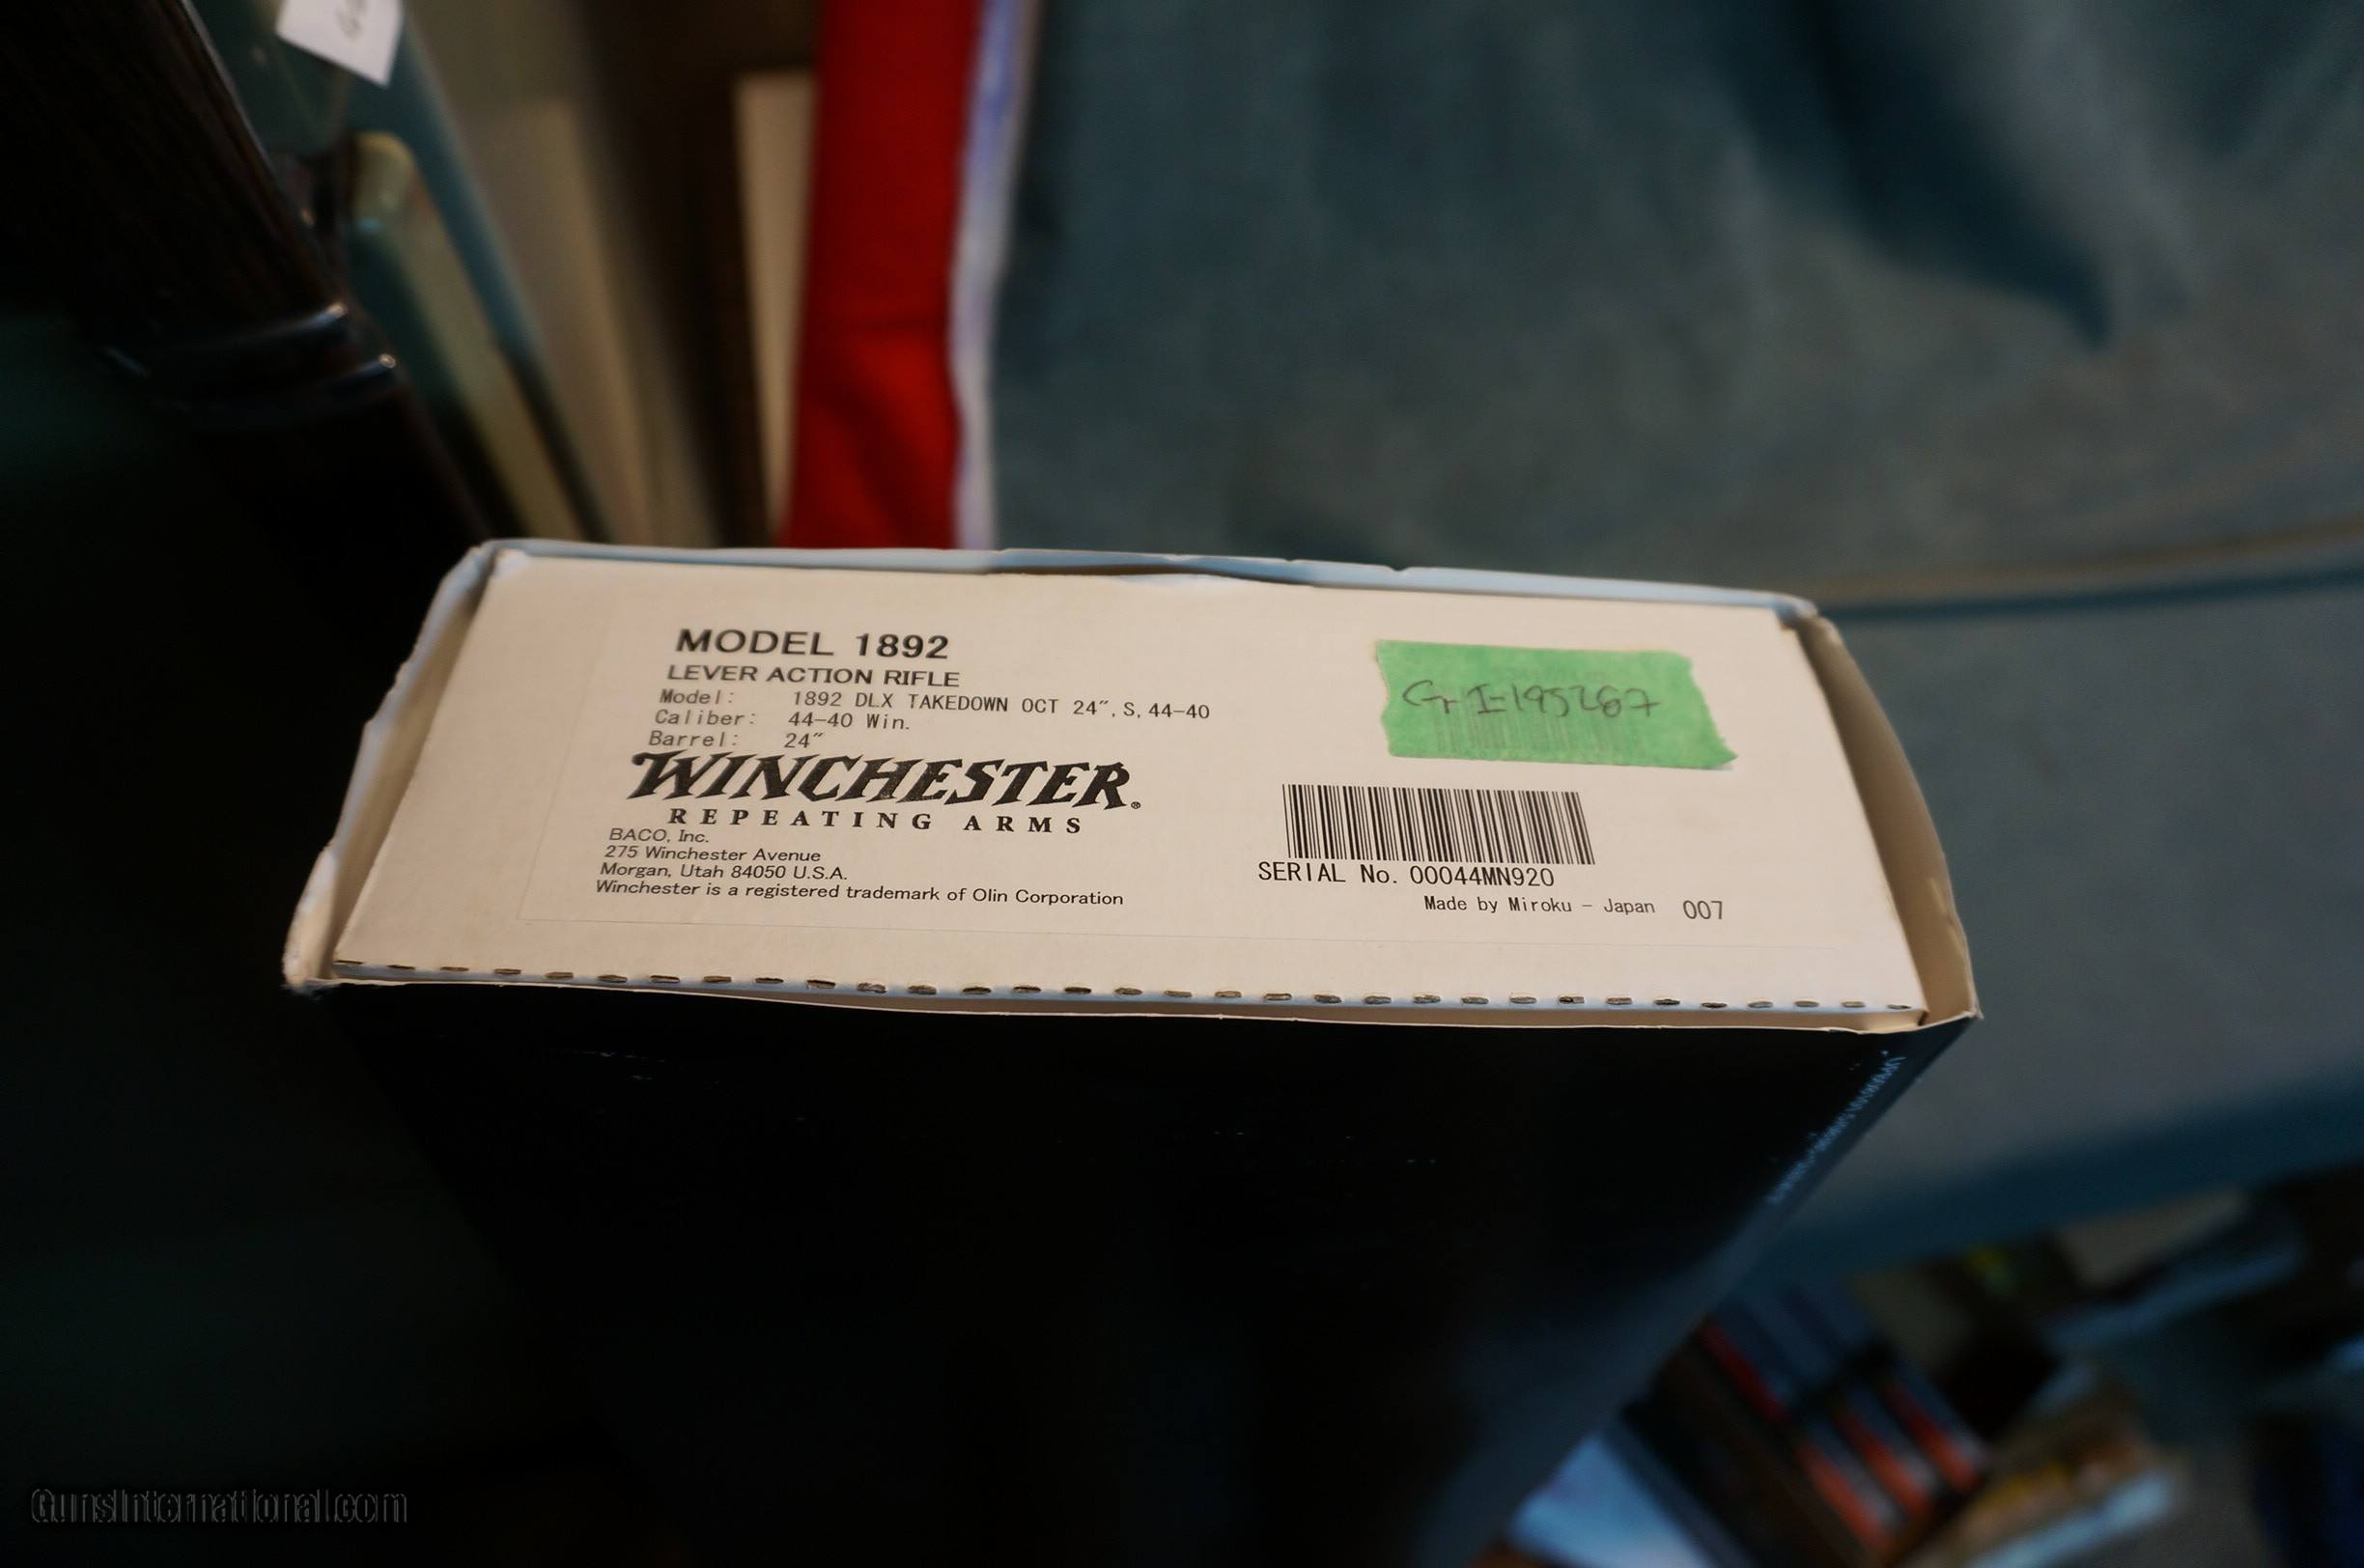 MODEL 1892
LEVER ACTION RIFLE
Model: 1892 DLX TAKEDOWN OCT 24″, S, 44-40
Caliber: 44-40 Win.
Barrel: 24″
WINCHESTER®
REPEATING ARMS
BACO, Inc.
275 Winchester Avenue
Morgan, Utah 84050 U.S.A.
Winchester is a registered trademark of Olin Corporation
Gr I-195267
SERIAL No. 00044MN920
Made by Miroku - Japan 007
GunsInternational.com